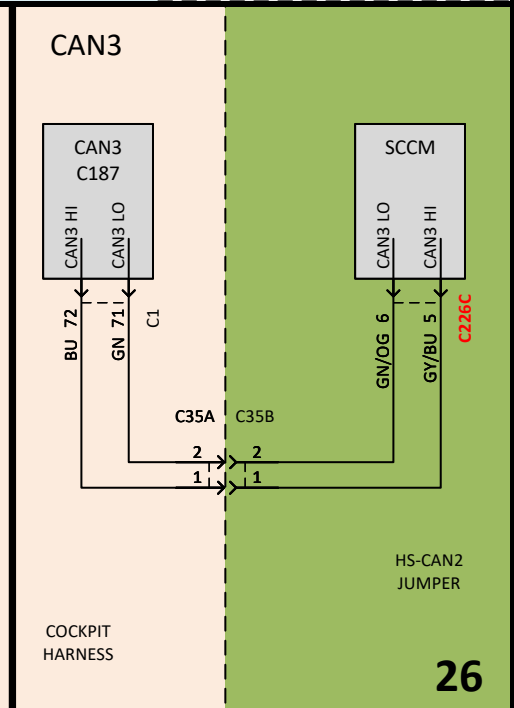 CAN3
CAN3
C187
CAN3 HI
CAN3 LO
BU 72
GN 71
C1
SCCM
CAN3 LO
CAN3 HI
GN/OG 6
GY/BU 5
C226C
C35A C35B
2 2
1 1
HS-CAN2
JUMPER
COCKPIT
HARNESS
26